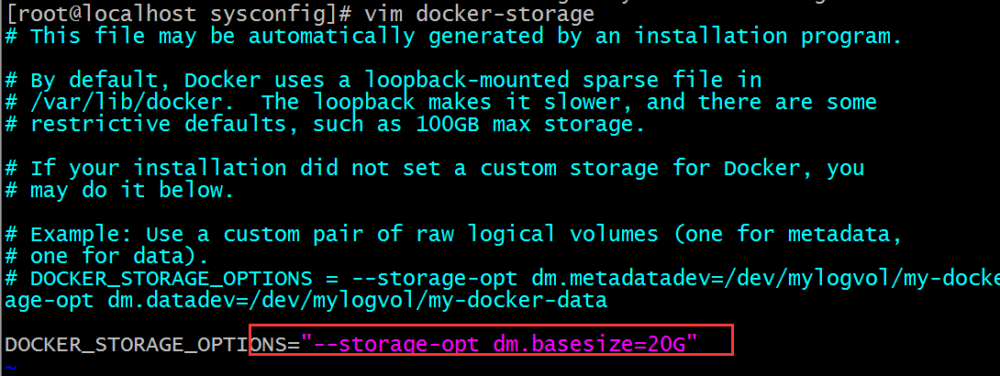 [root@localhost sysconfig]# vim docker-storage
# This file may be automatically generated by an installation program.
# By default, Docker uses a loopback-mounted sparse file in
# /var/lib/docker.  The loopback makes it slower, and there are some
# restrictive defaults, such as 100GB max storage.
# If your installation did not set a custom storage for Docker, you
# may do it below.
# Example: Use a custom pair of raw logical volumes (one for metadata,
# one for data).
# DOCKER_STORAGE_OPTIONS = --storage-opt dm.metadatadev=/dev/mylogvol/my-docke
age-opt dm.datadev=/dev/mylogvol/my-docker-data
DOCKER_STORAGE_OPTIONS="--storage-opt dm.basesize=20G"
~